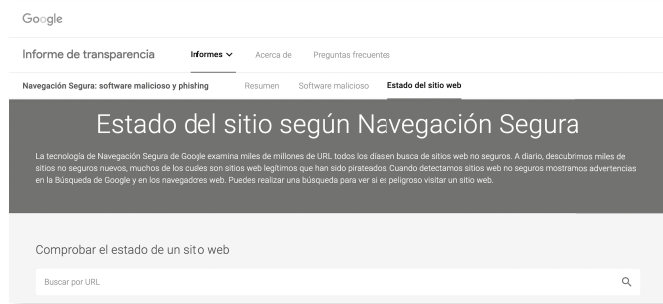 Google
Informe de transparencia Informes Acerca de Preguntas frecuentes
Navegación Segura: software malicioso y phishing Resumen Software malicioso Estado del sitio web
Estado del sitio según Navegación Segura
La tecnología de Navegación Segura de Google examina miles de millones de URL todos los días en busca de sitios web no seguros. A diario, descubrimos miles de
sitios no seguros nuevos, muchos de los cuales son sitios web legítimos que han sido pirateados Cuando detectamos sitios web no seguros mostramos advertencias
en la Búsqueda de Google y en los navegadores web. Puedes realizar una búsqueda para ver si es peligroso visitar un sitio web.
Comprobar el estado de un sito web
Buscar por URL